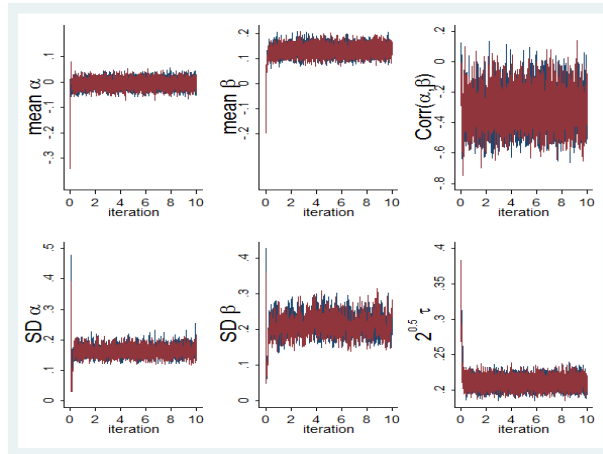 mean α
.1
0
-.1
-.2
-.3
0 2 4 6 8 10
iteration
mean β
.2
.1
0
-.1
-.2
0 2 4 6 8 10
iteration
Corr(α,β)
.2
0
-.2
-.4
-.6
-.8
0 2 4 6 8 10
iteration
SD α
.5
.4
.3
.2
.1
0
0 2 4 6 8 10
iteration
SD β
.4
.3
.2
.1
0
0 2 4 6 8 10
iteration
2^0.5 τ
.4
.35
.3
.25
.2
0 2 4 6 8 10
iteration